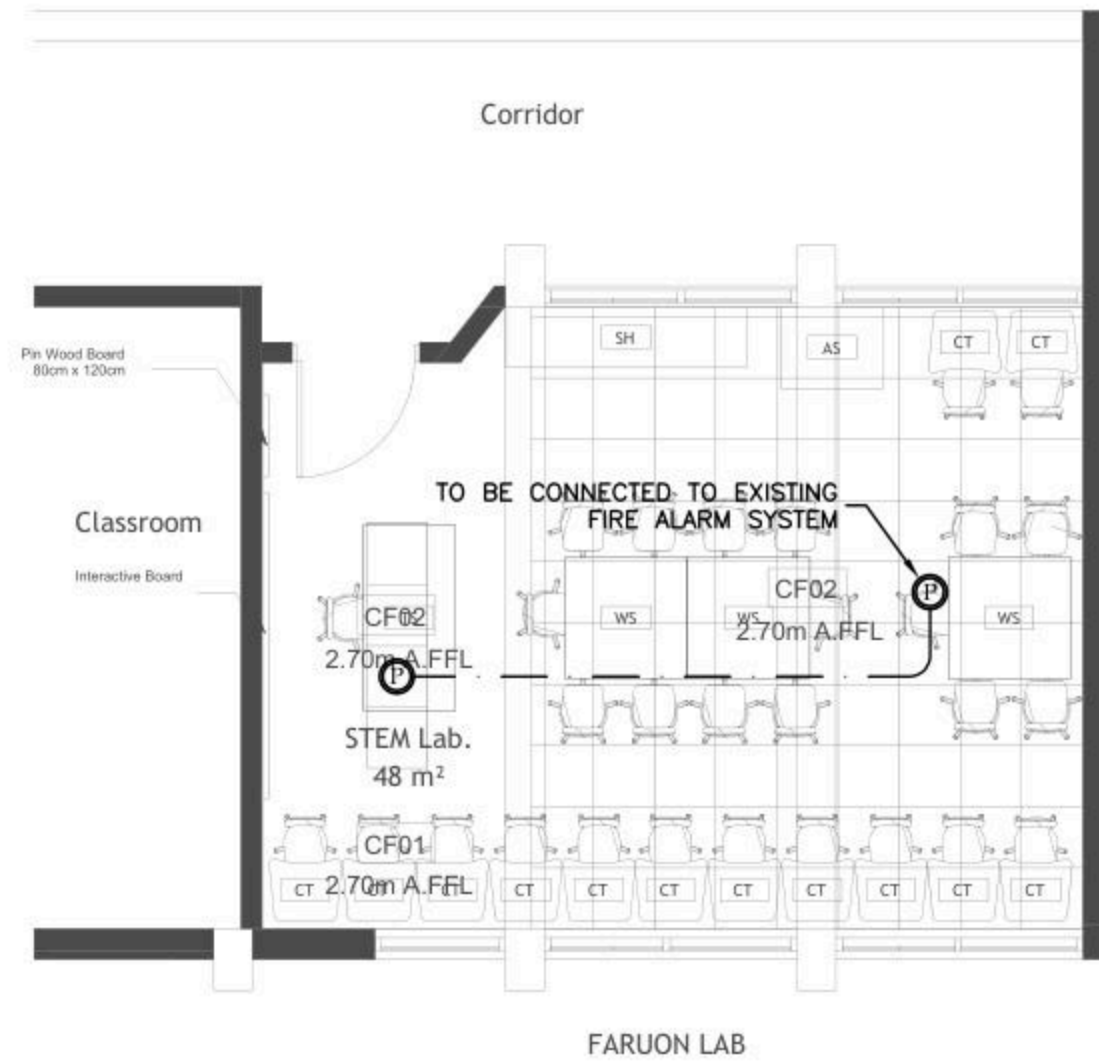 Corridor
SH
AS
CT
CT
Pin Wood Board
80cm x 120cm
TO BE CONNECTED TO EXISTING
FIRE ALARM SYSTEM
Classroom
Interactive Board
P
CF02
CF02
TS
WS
WS
WS
2.70m A.FFL
2.70m A.FFL
P
STEM Lab.
48 m²
CF01
2.70m A.FFL
CT
CT
CT
CT
CT
CT
CT
CT
CT
CT
CT
FARUON LAB